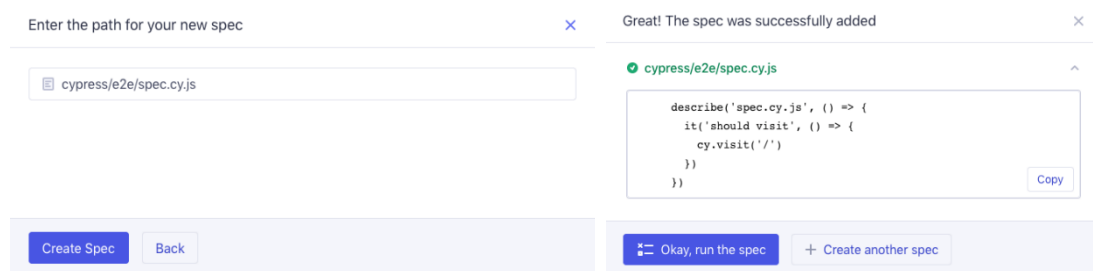 Enter the path for your new spec
cypress/e2e/spec.cy.js
Create Spec
Back
Great! The spec was successfully added
cypress/e2e/spec.cy.js
describe('spec.cy.js', () => {
  it('should visit', () => {
    cy.visit('/')
  })
})
Copy
Okay, run the spec
+ Create another spec